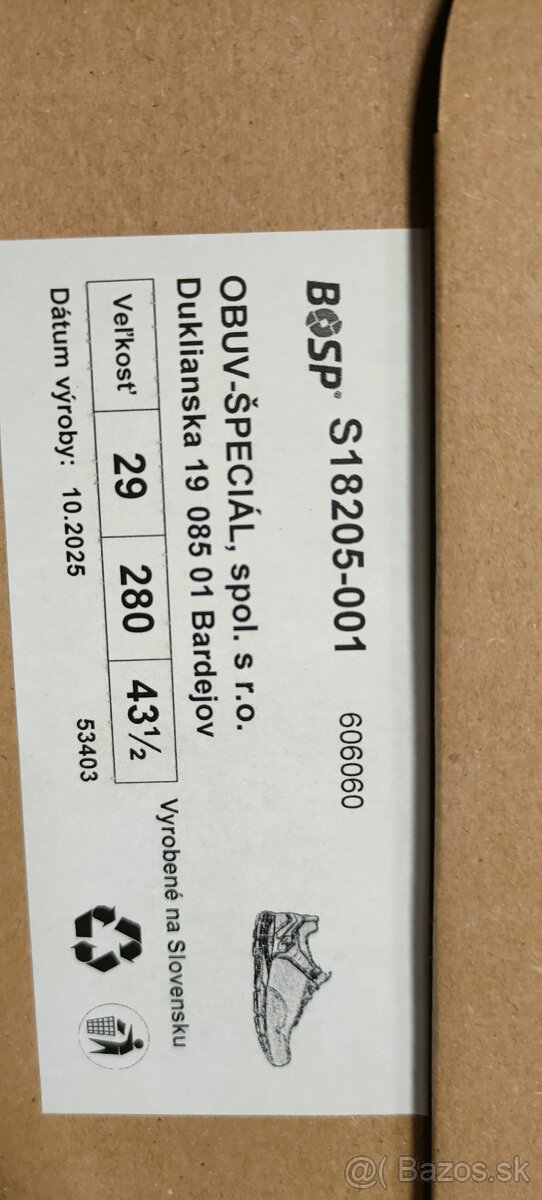 BOSP® S18205-001 606060
OBUV-ŠPECIÁL, spol. s r.o.
Duklianska 19 085 01 Bardejov
Veľkosť 29 280 43½
Vyrobené na Slovensku
Dátum výroby: 10.2025 53403
@( Bazos.sk